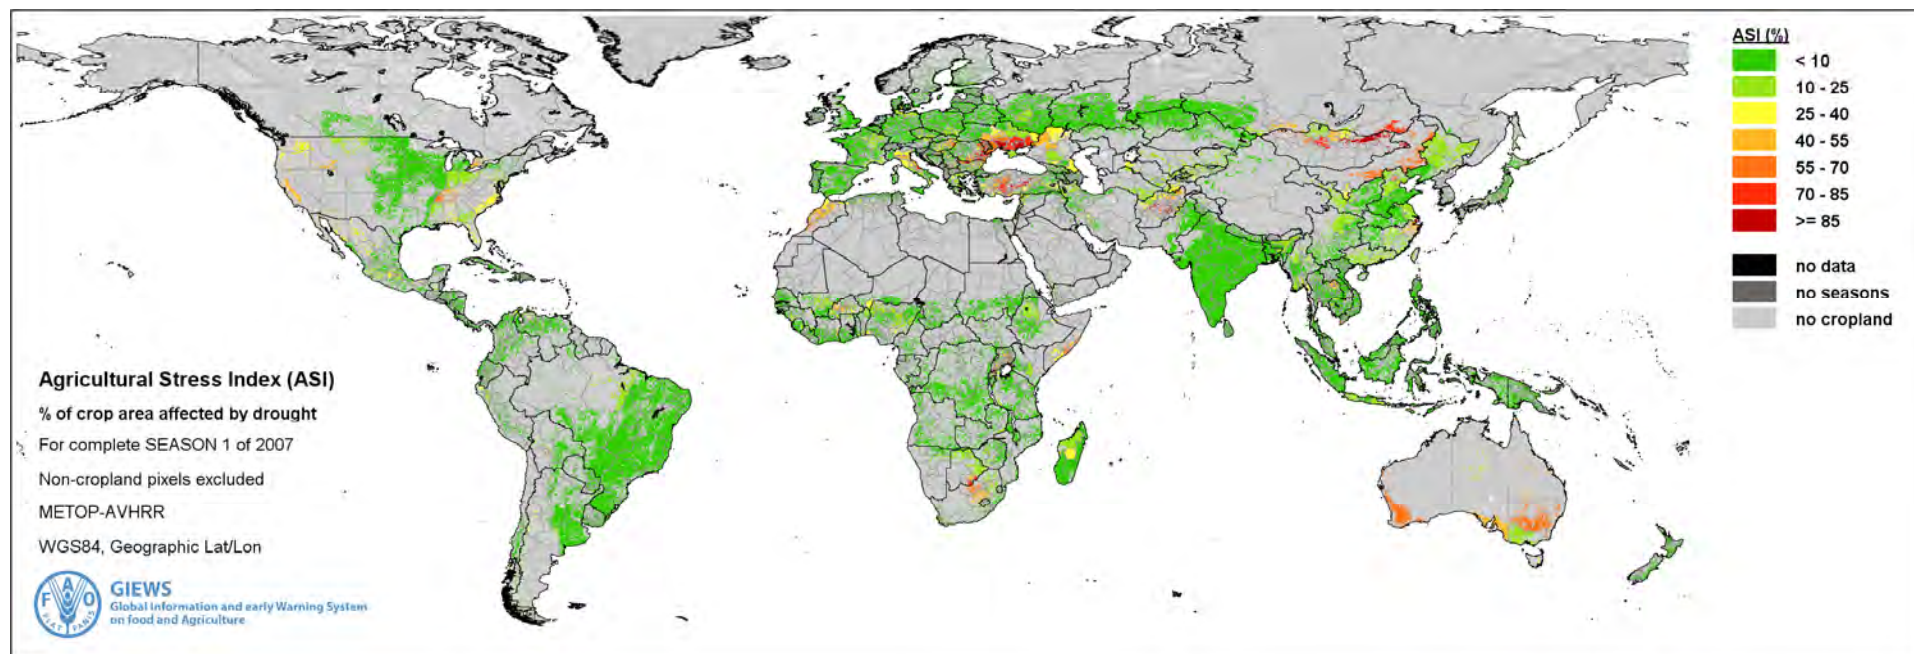 ASI (%)
< 10
10 - 25
25 - 40
40 - 55
55 - 70
70 - 85
>= 85
no data
no seasons
no cropland
Agricultural Stress Index (ASI)
% of crop area affected by drought
For complete SEASON 1 of 2007
Non-cropland pixels excluded
METOP-AVHRR
WGS84, Geographic Lat/Lon
F A O
FIAT PANIS
GIEWS
Global Information and early Warning System
on food and Agriculture